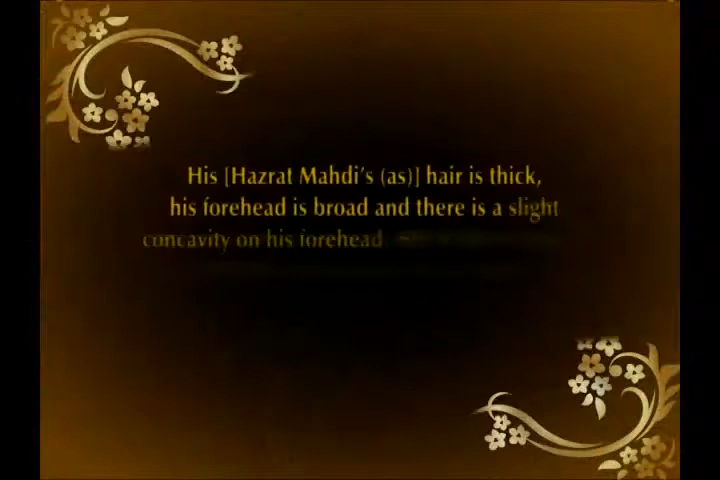 His [Hazrat Mahdi's (as)] hair is thick,
his forehead is broad and there is a slight
concavity on his forehead